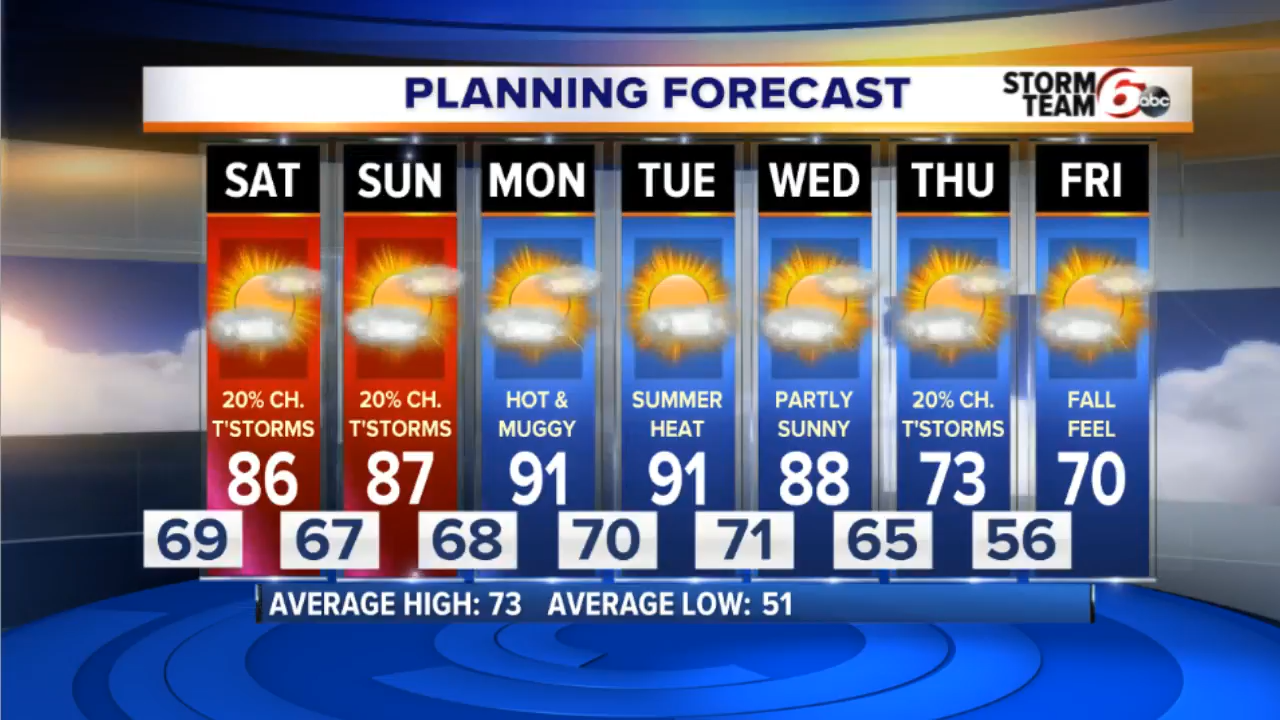 PLANNING FORECAST
STORM
TEAM 6 abc
SAT SUN MON TUE WED THU FRI
20% CH. 20% CH. HOT & SUMMER PARTLY 20% CH. FALL
T'STORMS T'STORMS MUGGY HEAT SUNNY T'STORMS FEEL
86 87 91 91 88 73 70
69 67 68 70 71 65 56
AVERAGE HIGH: 73 AVERAGE LOW: 51